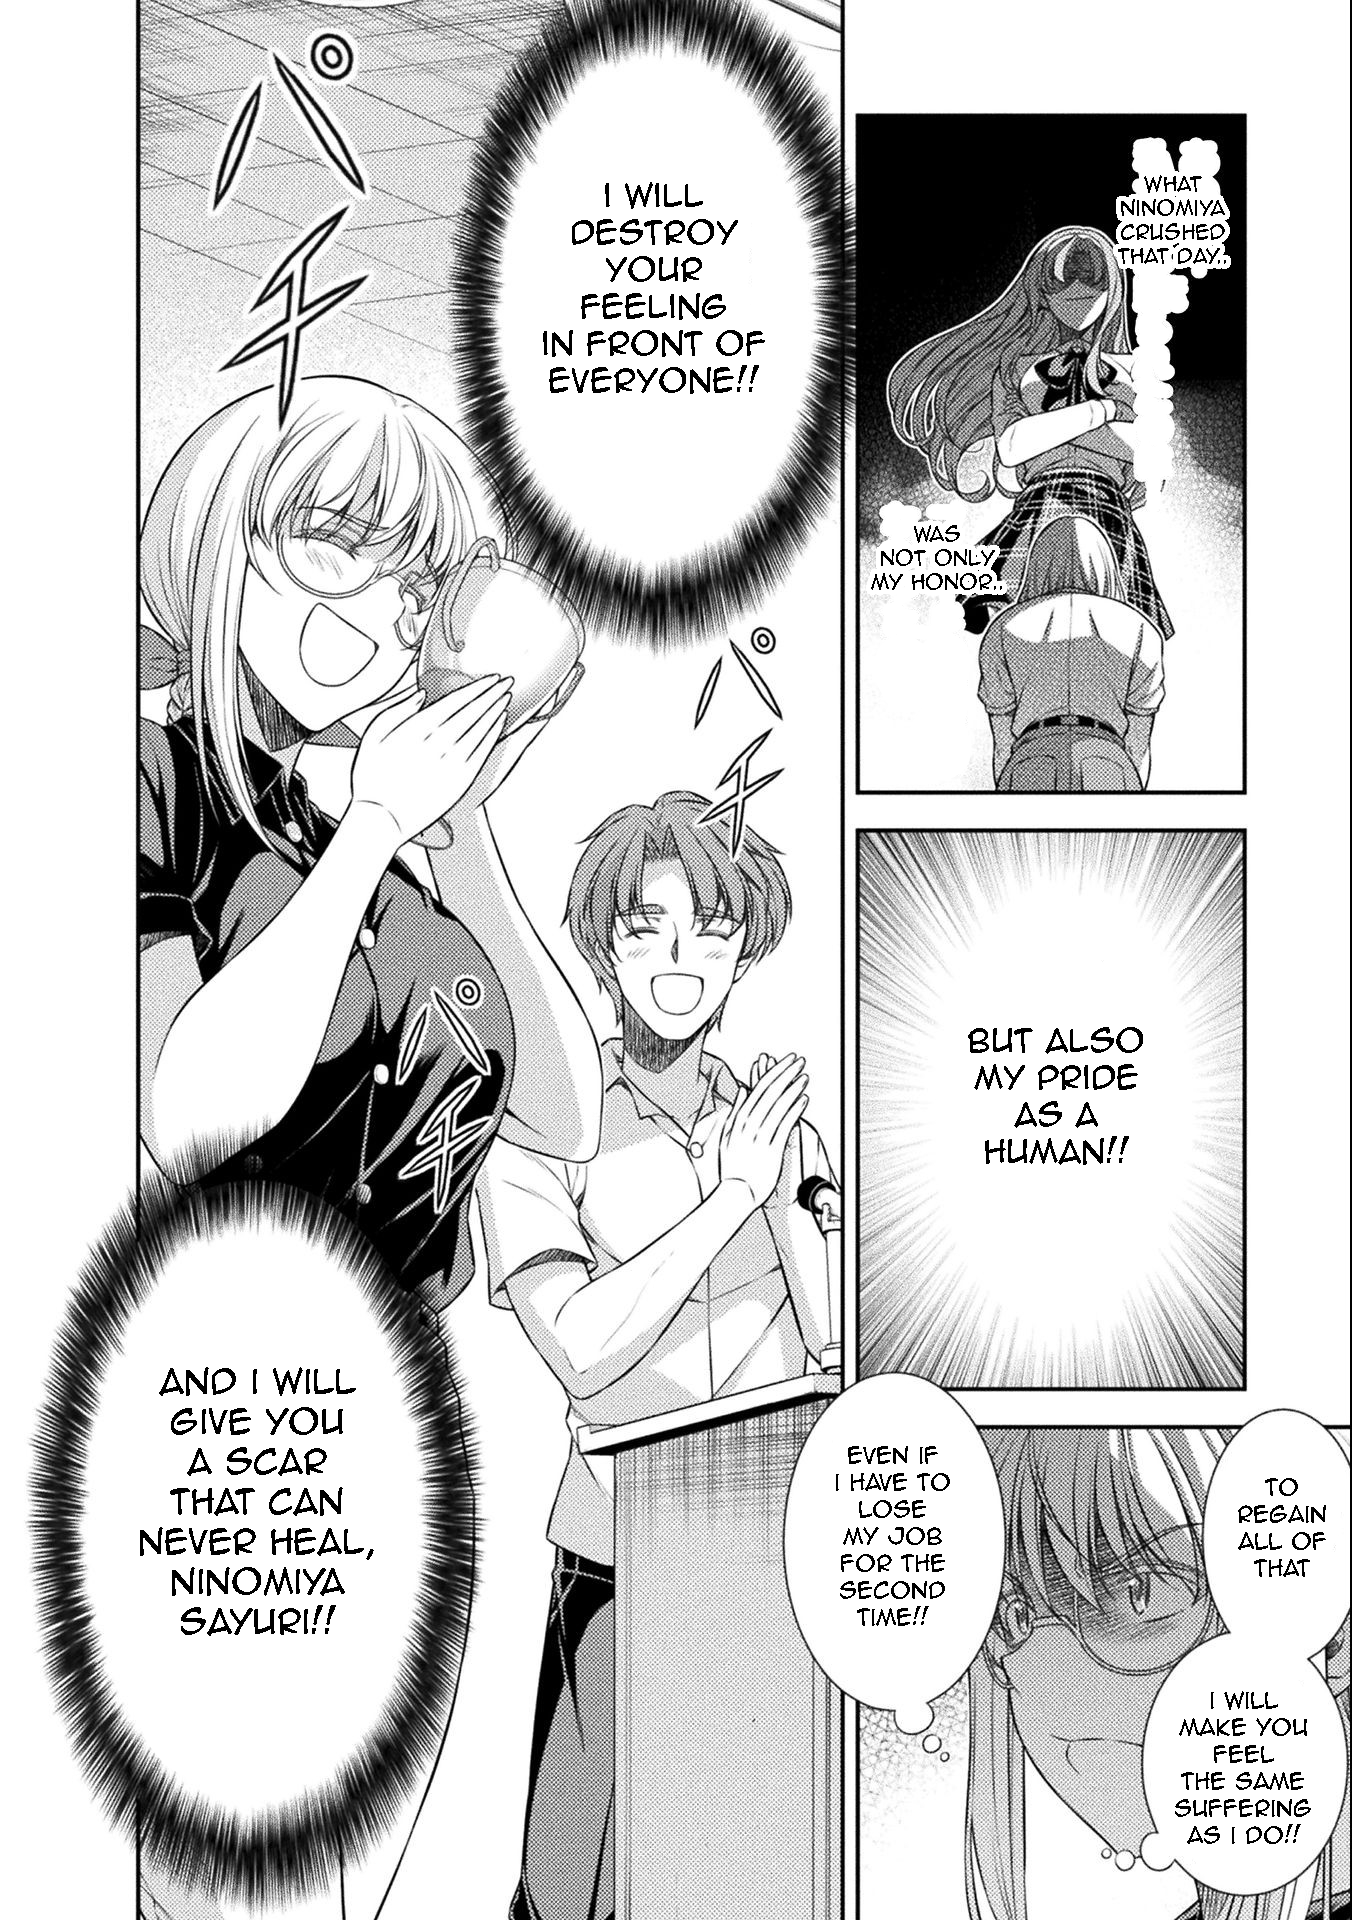 WHAT
NINOMIYA
CRUSHED
THAT DAY..
WAS
NOT ONLY
MY HONOR..
BUT ALSO
MY PRIDE
AS A
HUMAN!!
TO
REGAIN
ALL OF
THAT
I WILL
MAKE YOU
FEEL
THE SAME
SUFFERING
AS I DO!!
EVEN IF
I HAVE TO
LOSE
MY JOB
FOR THE
SECOND
TIME!!
I WILL
DESTROY
YOUR
FEELING
IN FRONT OF
EVERYONE!!
パチ
パチ
パチ
AND I WILL
GIVE YOU
A SCAR
THAT CAN
NEVER HEAL,
NINOMIYA
SAYURI!!